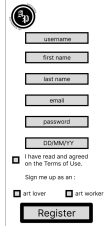 username
first name
last name
email
password
DD/MM/YY
I have read and agreed
on the Terms of Use.
Sign me up as an :
art lover
art worker
Register